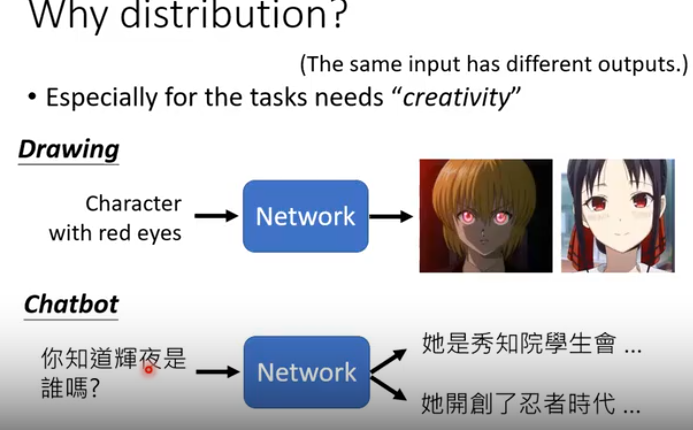 Why distribution?
(The same input has different outputs.)
• Especially for the tasks needs “creativity”
Drawing
Character
with red eyes
Network
Chatbot
你知道輝夜是
誰嗎?
Network
她是秀知院學生會 ...
她開創了忍者時代 ...